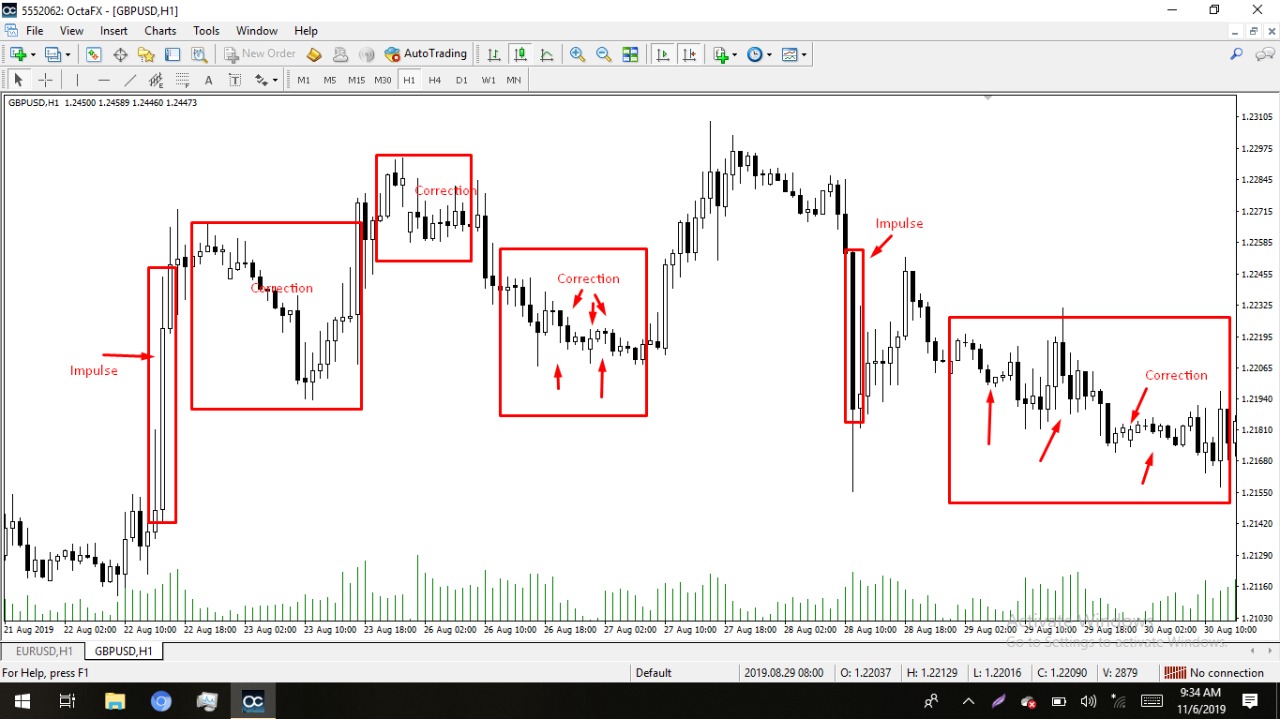 5552062: OctaFX - [GBPUSD,H1]
File View Insert Charts Tools Window Help
New Order AutoTrading
A T M1 M5 M15 M30 H1 H4 D1 W1 MN
GBPUSD,H1 1.24500 1.24589 1.24460 1.24473
1.23105
1.22975
1.22845
1.22715
1.22585
1.22455
1.22325
1.22195
1.22065
1.21940
1.21810
1.21680
1.21550
1.21420
1.21290
1.21160
1.21030
Correction
Impulse
Correction
Correction
Impulse
Correction
21 Aug 2019 22 Aug 02:00 22 Aug 10:00 22 Aug 18:00 23 Aug 02:00 23 Aug 10:00 23 Aug 18:00 26 Aug 02:00 26 Aug 10:00 26 Aug 18:00 27 Aug 02:00 27 Aug 10:00 27 Aug 18:00 28 Aug 02:00 28 Aug 10:00 28 Aug 18:00 29 Aug 02:00 29 Aug 10:00 29 Aug 18:00 30 Aug 02:00 30 Aug 10:00
Activate Windows
Go to Settings to activate Windows.
EURUSD,H1 GBPUSD,H1
For Help, press F1 Default 2019.08.29 08:00 O: 1.22037 H: 1.22129 L: 1.22016 C: 1.22090 V: 2879 No connection
9:34 AM
11/6/2019